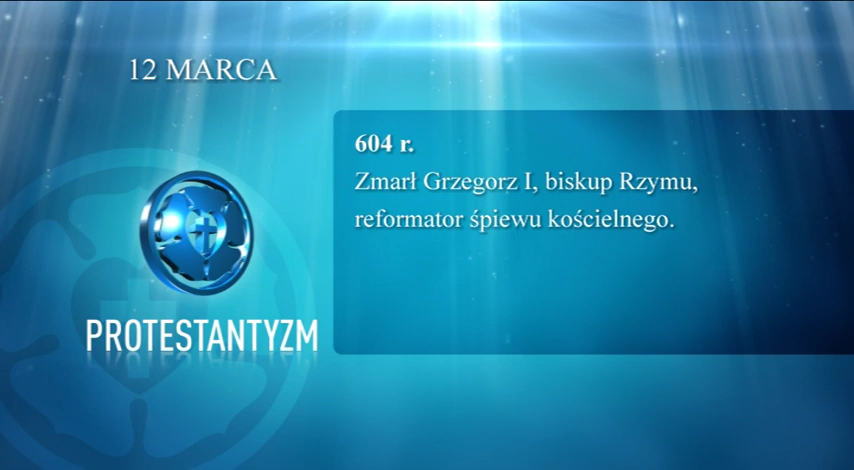 12 MARCA
604 r.
Zmarł Grzegorz I, biskup Rzymu,
reformator śpiewu kościelnego.
PROTESTANTYZM